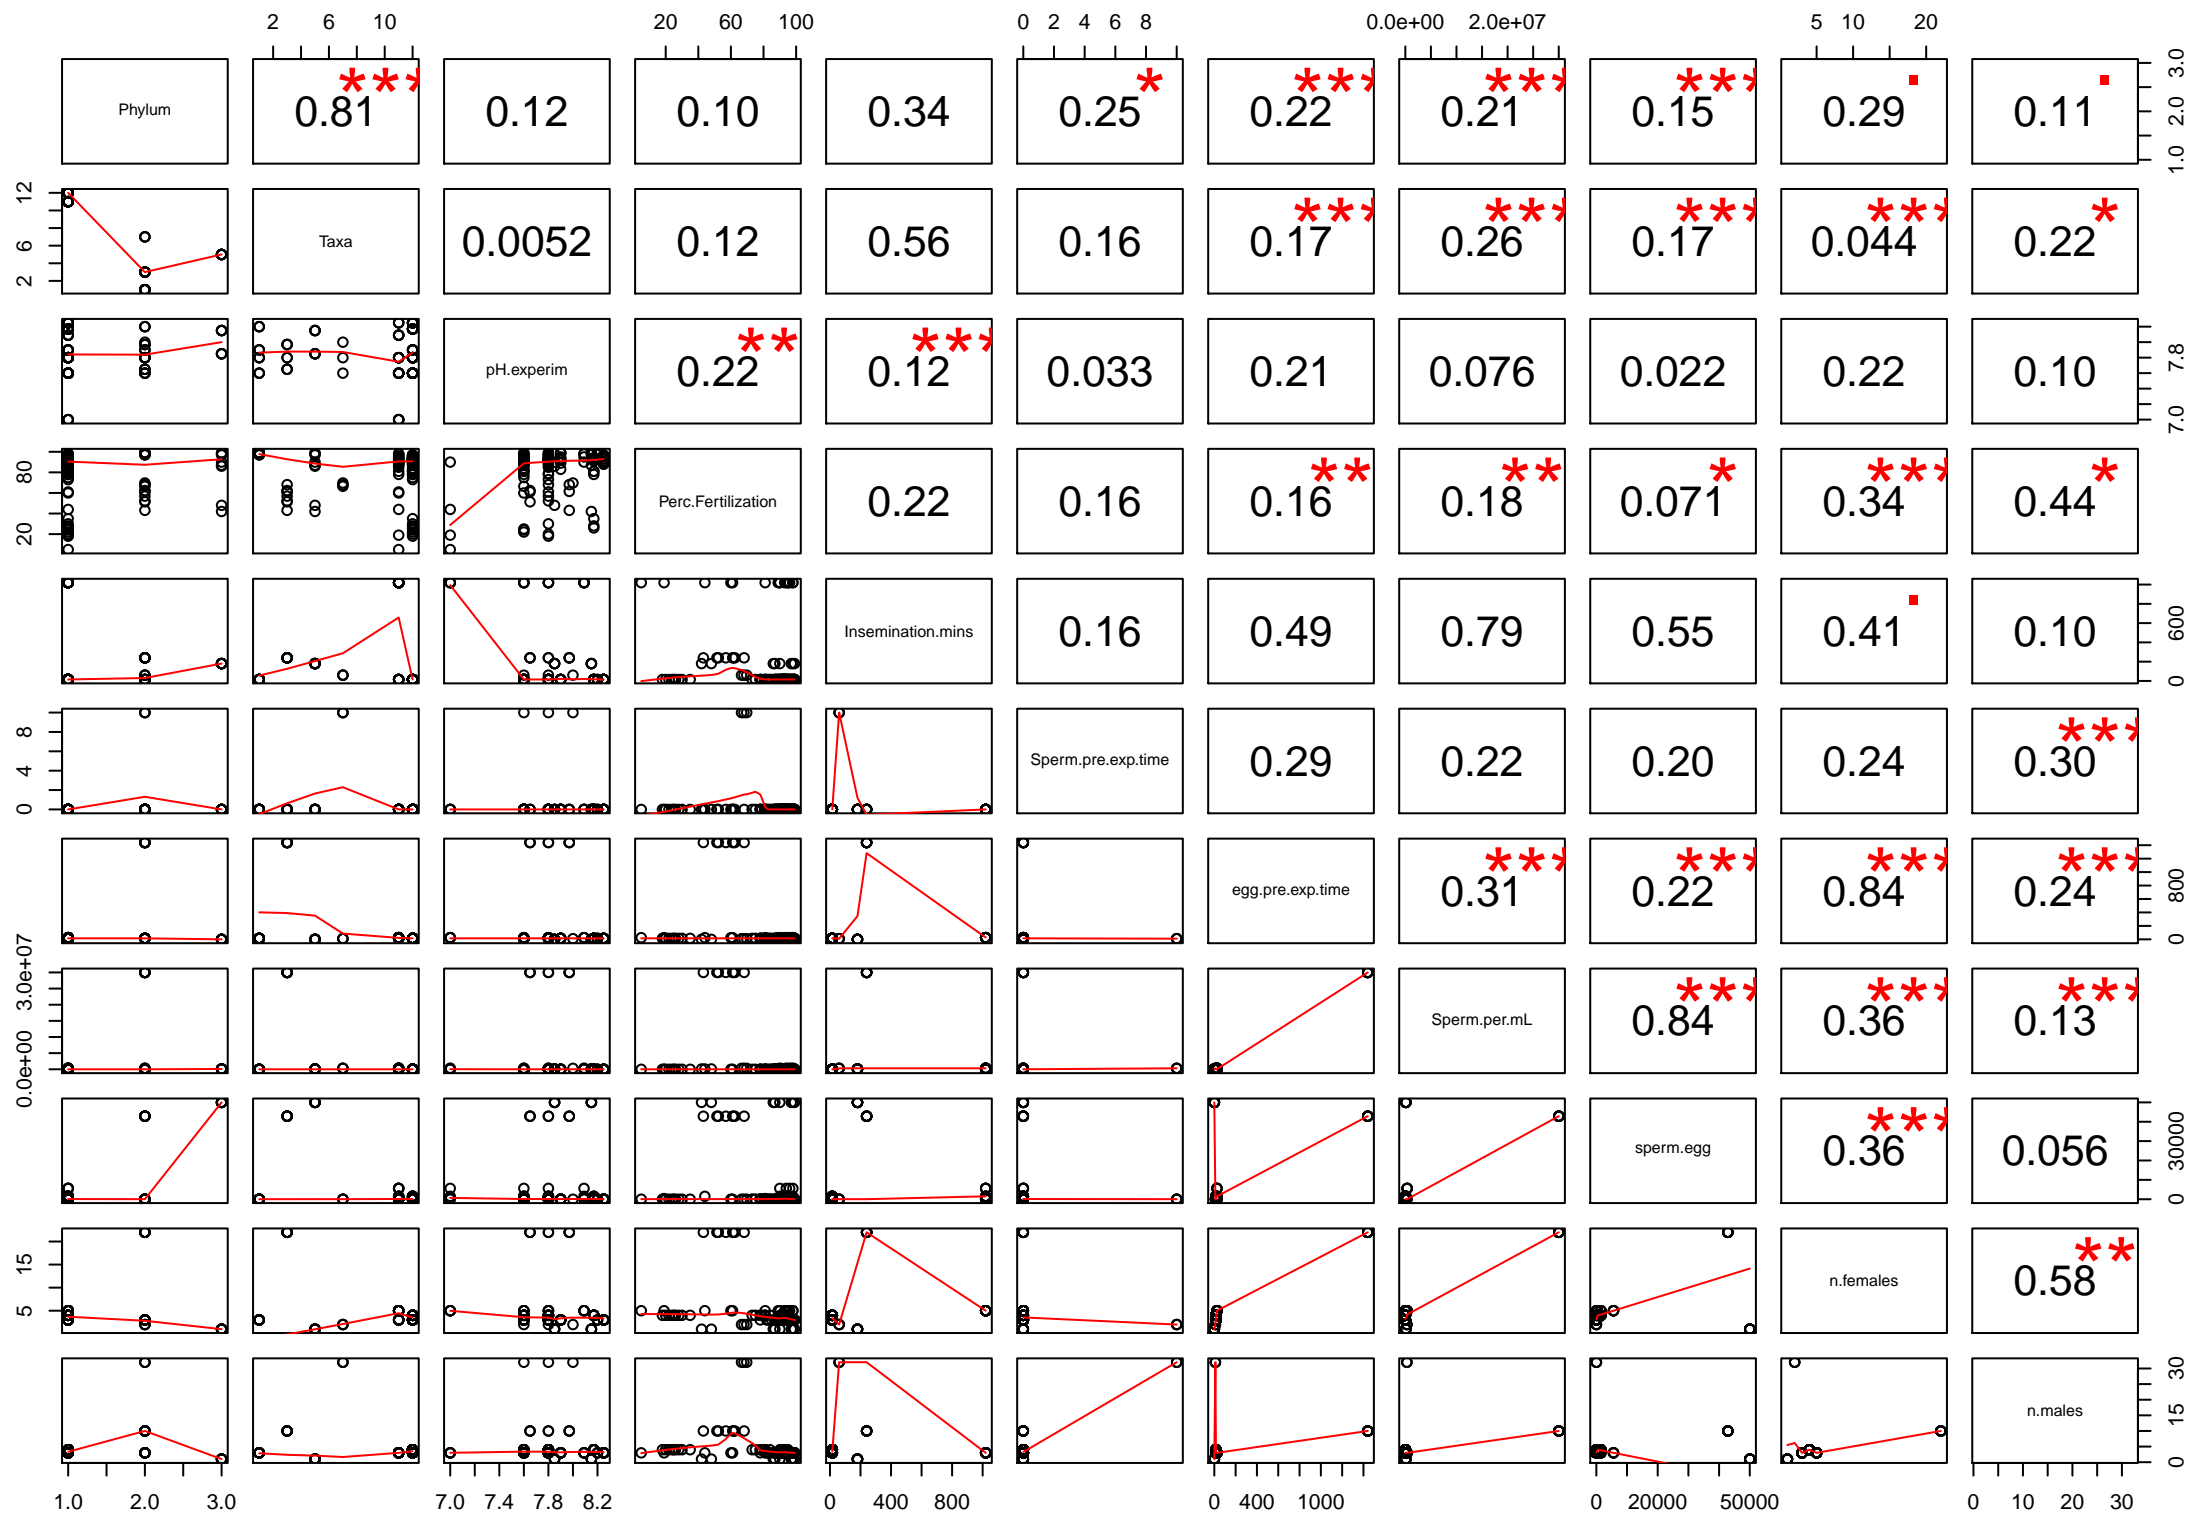 2 6 10 20 60 100 0 2 4 6 8 0.0e+00 2.0e+07 5 10 20
Phylum 0.81 *** 0.12 0.10 0.34 0.25 * 0.22 *** 0.21 *** 0.15 *** 0.29 0.11 1.0 2.0 3.0
2 6 12 Taxa 0.0052 0.12 0.56 0.16 0.17 *** 0.26 *** 0.17 *** 0.044 *** 0.22 *
pH.experim 0.22 ** 0.12 *** 0.033 0.21 0.076 0.022 0.22 0.10 7.0 7.8
20 80 Perc.Fertilization 0.22 0.16 0.16 ** 0.18 ** 0.071 * 0.34 *** 0.44 *
Insemination.mins 0.16 0.49 0.79 0.55 0.41 0.10 0 600
0 4 8 Sperm.pre.exp.time 0.29 0.22 0.20 0.24 0.30 ***
egg.pre.exp.time 0.31 *** 0.22 *** 0.84 *** 0.24 *** 0 800
0.0e+00 3.0e+07 Sperm.per.mL 0.84 *** 0.36 *** 0.13 ***
sperm.egg 0.36 *** 0.056 0 30000
5 15 n.females 0.58 **
n.males 0 15 30
1.0 2.0 3.0 7.0 7.4 7.8 8.2 0 400 800 0 400 1000 0 20000 50000 0 10 20 30